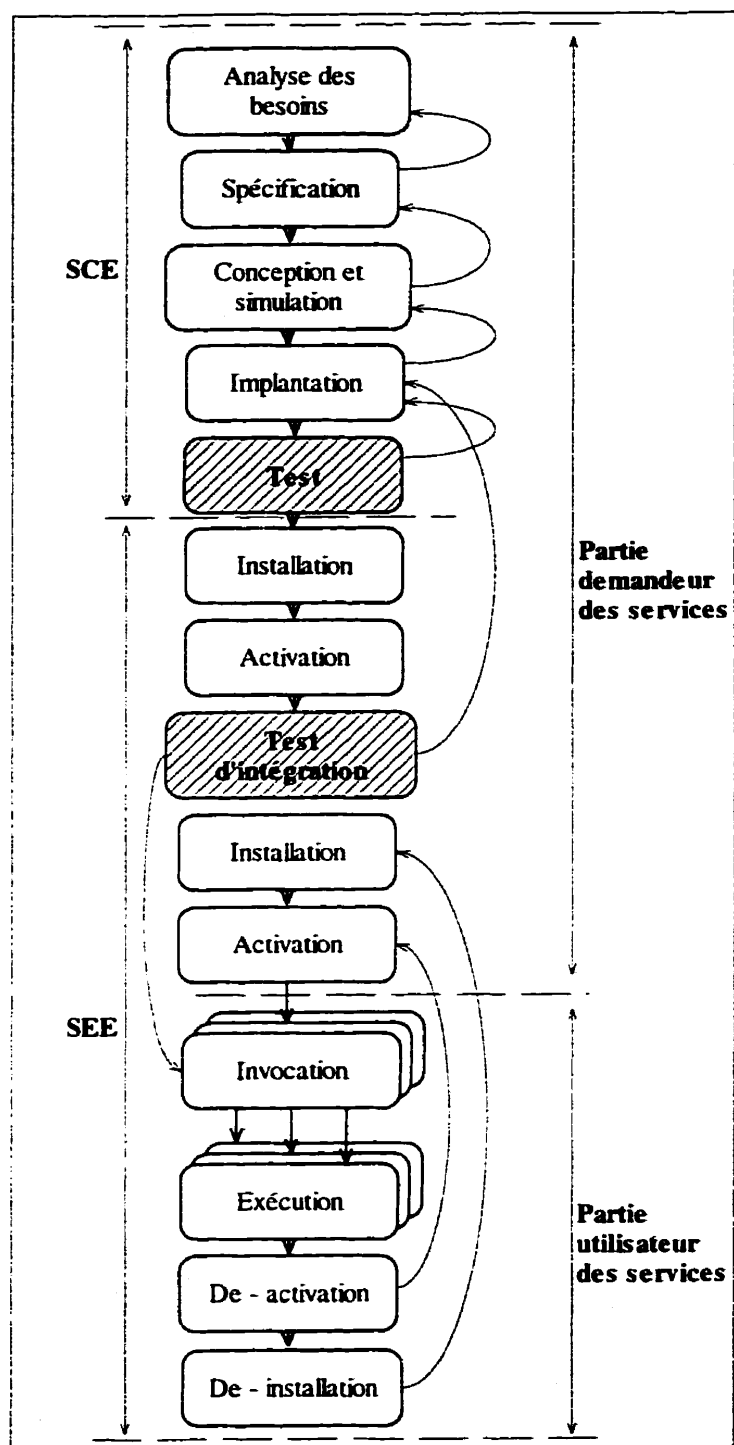 Analyse des
besoins
Spécification
SCE
Conception et
simulation
Implantation
Test
Installation
Partie
demandeur
des services
Activation
Test
d'intégration
Installation
Activation
SEE
Invocation
Exécution
Partie
utilisateur
des services
De - activation
De - installation